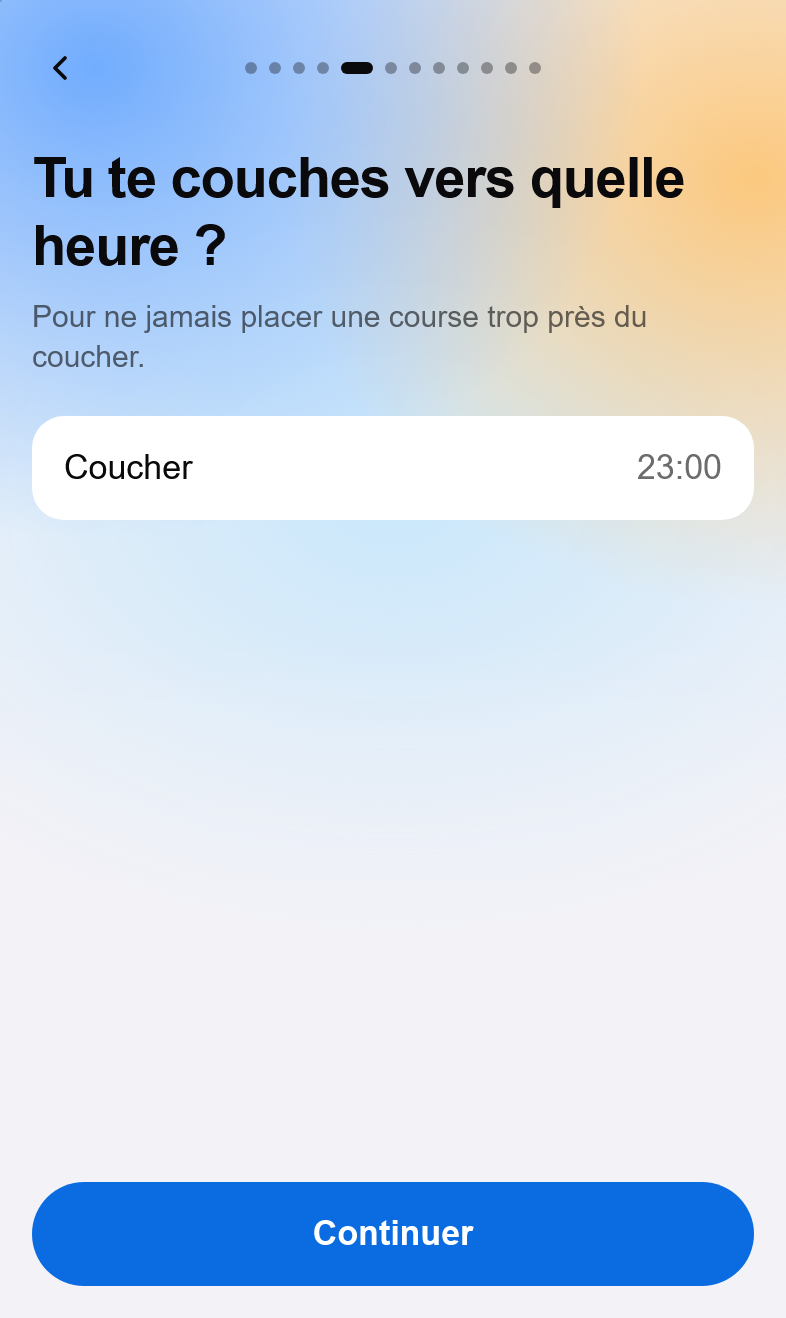 Tu te couches vers quelle
heure ?
Pour ne jamais placer une course trop près du
coucher.
Coucher 23:00
Continuer